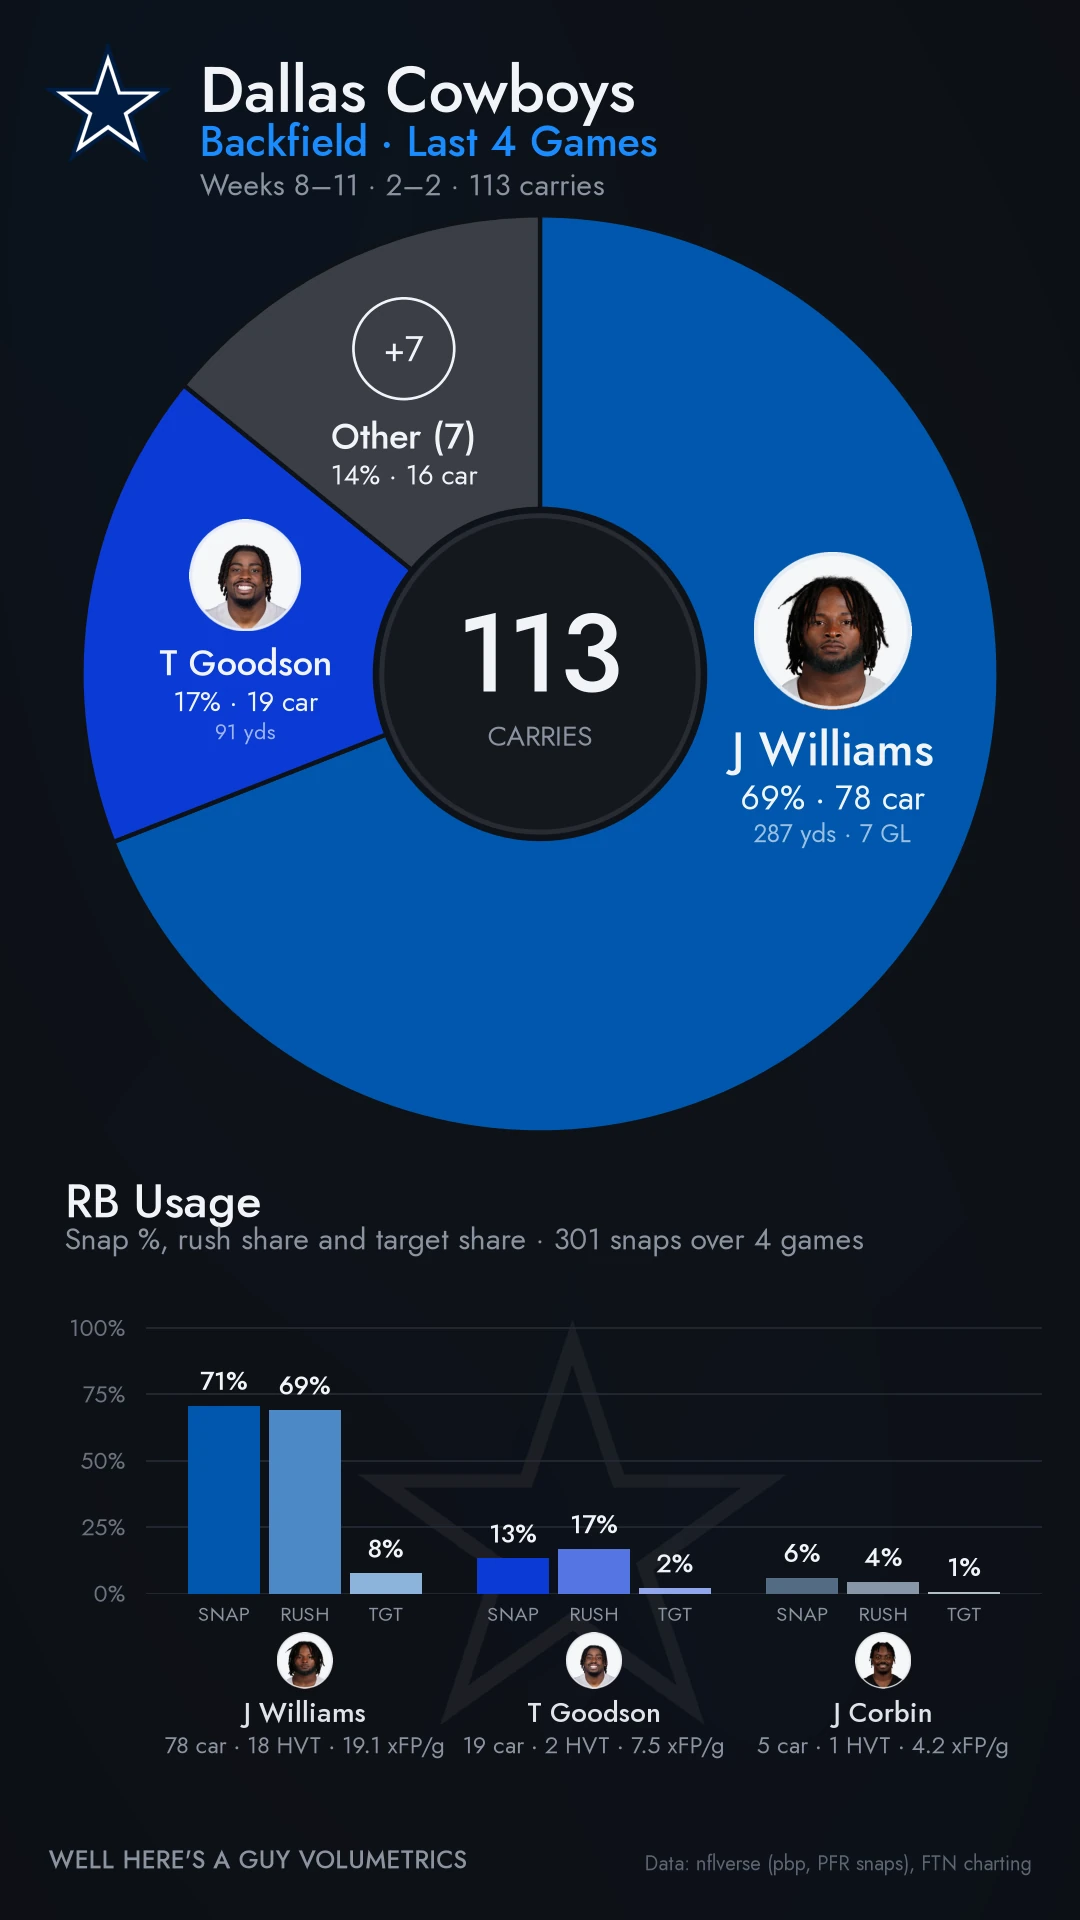 Dallas Cowboys
Backfield · Last 4 Games
Weeks 8–11 · 2–2 · 113 carries
+7
Other (7)
14% · 16 car
T Goodson
17% · 19 car
91 yds
113
CARRIES
J Williams
69% · 78 car
287 yds · 7 GL
RB Usage
Snap %, rush share and target share · 301 snaps over 4 games
100%
75%
50%
25%
0%
71% 69% 8%
13% 17% 2%
6% 4% 1%
SNAP RUSH TGT SNAP RUSH TGT SNAP RUSH TGT
J Williams
78 car · 18 HVT · 19.1 xFP/g
T Goodson
19 car · 2 HVT · 7.5 xFP/g
J Corbin
5 car · 1 HVT · 4.2 xFP/g
WELL HERE'S A GUY VOLUMETRICS
Data: nflverse (pbp, PFR snaps), FTN charting